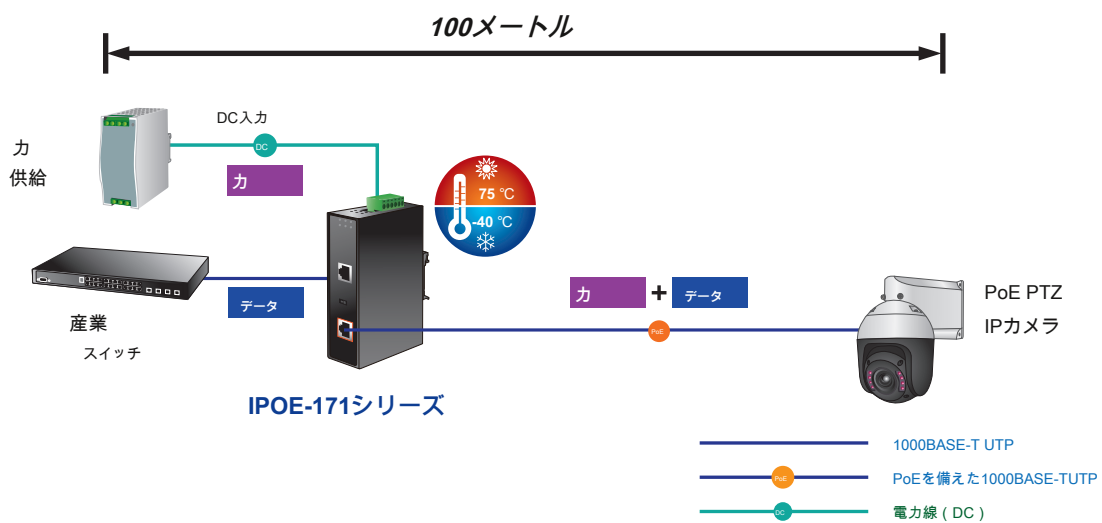 100メートル
DC入力
DC
力
供給
力
75 ℃
-40 ℃
データ
力 + データ
産業
スイッチ
PoE
PoE PTZ
IPカメラ
IPOE-171シリーズ
1000BASE-T UTP
PoE PoEを備えた1000BASE-TUTP
DC 電力線 ( DC )